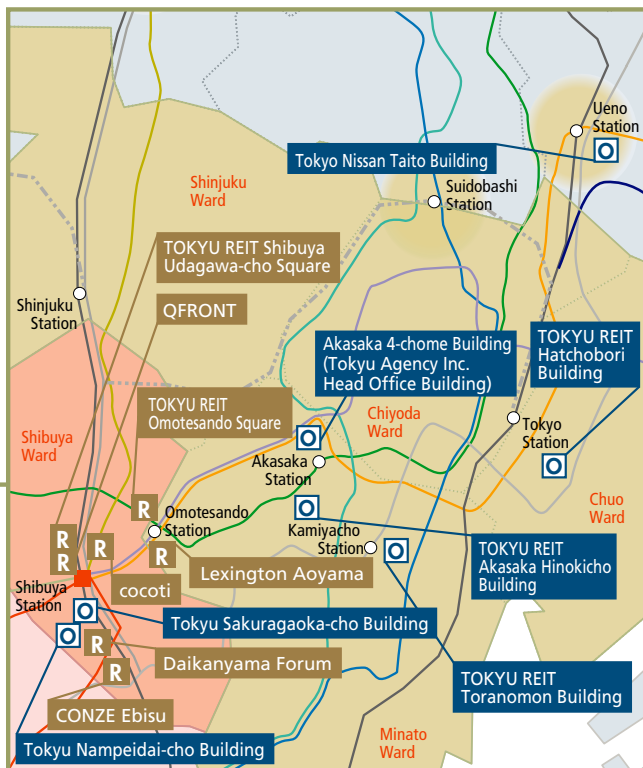 Ueno
Station
O
Tokyo Nissan Taito Building
Suidobashi
Station
Shinjuku
Ward
TOKYU REIT Shibuya
Udagawa-cho Square
QFRONT
Shinjuku
Station
Akasaka 4-chome Building
(Tokyu Agency Inc.
Head Office Building)
TOKYU REIT
Hatchobori
Building
TOKYU REIT
Omotesando Square
Chiyoda
Ward
Tokyo
Station
Shibuya
Ward
O
Akasaka
Station
O
Chuo
Ward
R
Omotesando
Station
O
Kamiyacho
Station
O
R
R
R
R
Lexington Aoyama
TOKYU REIT
Akasaka Hinokicho
Building
Shibuya
Station
cocoti
O
Tokyu Sakuragaoka-cho Building
O
R
Daikanyama Forum
R
TOKYU REIT
Toranomon Building
CONZE Ebisu
Minato
Ward
Tokyu Nampeidai-cho Building